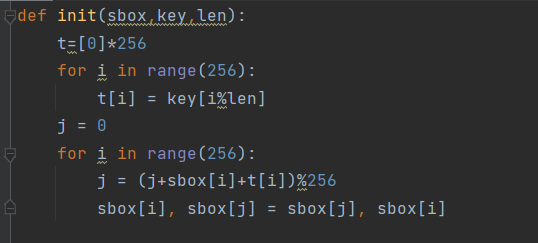 def init(sbox,key,len):
    t=[0]*256
    for i in range(256):
        t[i] = key[i%len]
    j = 0
    for i in range(256):
        j = (j+sbox[i]+t[i])%256
        sbox[i], sbox[j] = sbox[j], sbox[i]